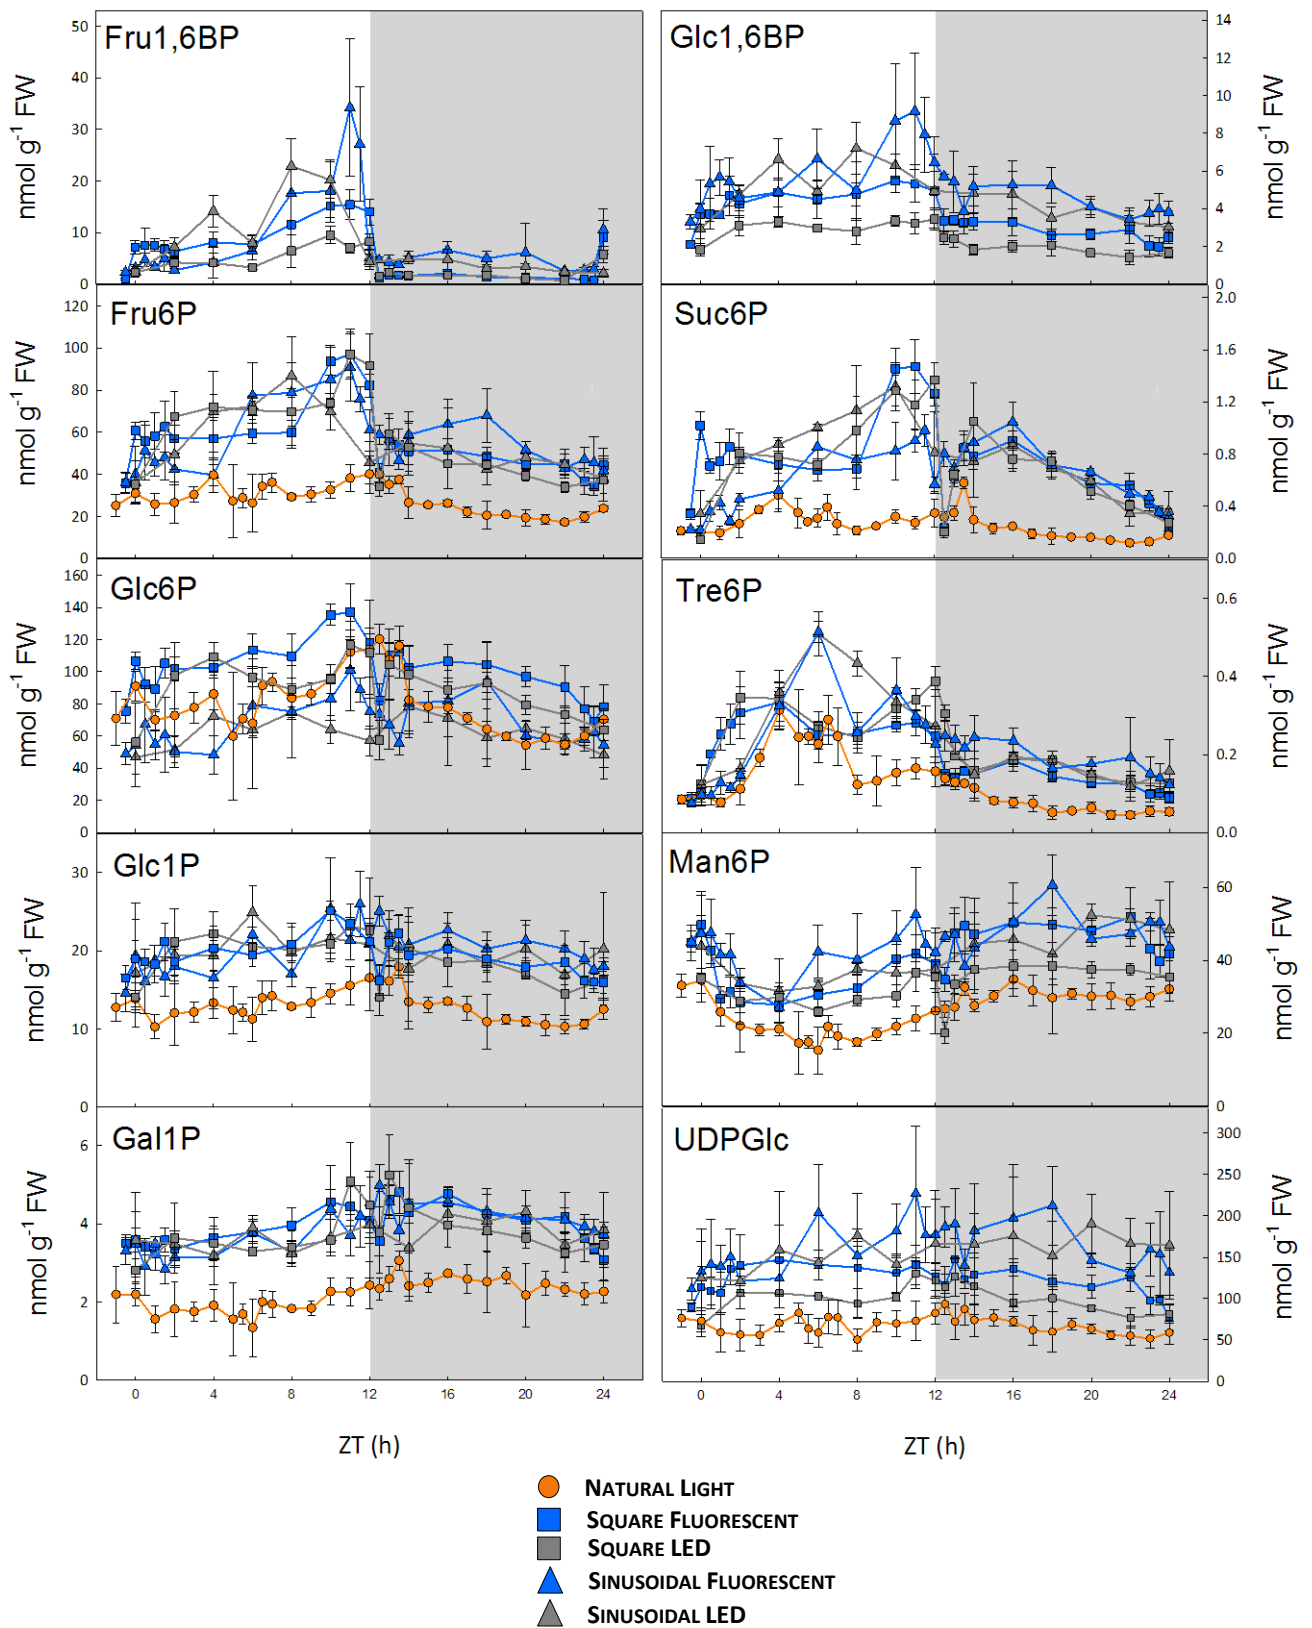 Fru1,6BP
50
40
30
20
10
0
nmol g⁻¹ FW
Glc1,6BP
14
12
10
8
6
4
2
0
nmol g⁻¹ FW
Fru6P
120
100
80
60
40
20
0
nmol g⁻¹ FW
Suc6P
2.0
1.6
1.2
0.8
0.4
0.0
nmol g⁻¹ FW
Glc6P
160
140
120
100
80
60
40
20
0
nmol g⁻¹ FW
Tre6P
0.6
0.4
0.2
0.0
nmol g⁻¹ FW
Glc1P
30
20
10
0
nmol g⁻¹ FW
Man6P
60
40
20
0
nmol g⁻¹ FW
Gal1P
6
4
2
0
nmol g⁻¹ FW
UDPGlc
300
250
200
150
100
50
0
nmol g⁻¹ FW
0 4 8 12 16 20 24
0 4 8 12 16 20 24
ZT (h)
ZT (h)
NATURAL LIGHT
SQUARE FLUORESCENT
SQUARE LED
SINUSOIDAL FLUORESCENT
SINUSOIDAL LED